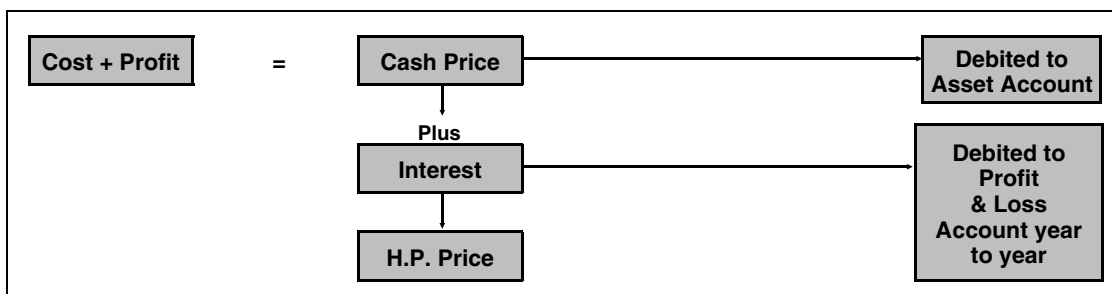 Cost + Profit
=
Cash Price
Debited to
Asset Account
Plus
Interest
Debited to
Profit
& Loss
Account year
to year
H.P. Price